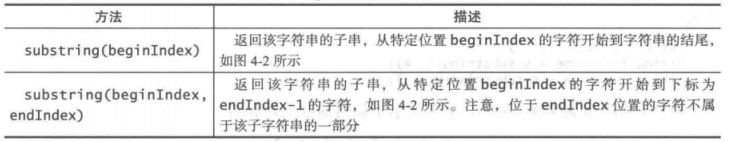 方法 描述
substring(beginIndex) 返回该字符串的子串，从特定位置 beginIndex 的字符开始到字符串的结尾，
如图 4-2 所示
substring(beginIndex, 返回该字符串的子串，从特定位置 beginIndex 的字符开始到下标为
endIndex) endIndex-1 的字符，如图 4-2 所示。注意，位于 endIndex 位置的字符不属
于该子字符串的一部分